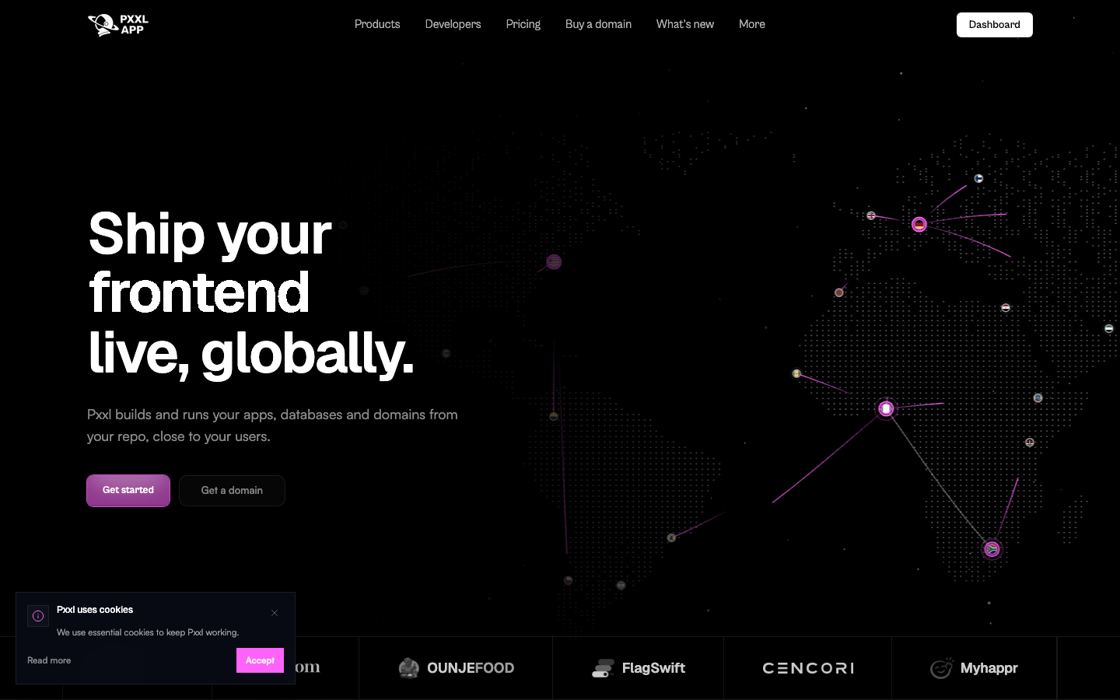 PXXL
APP
Products Developers Pricing Buy a domain What's new More
Dashboard
Ship your
frontend
live, globally.
Pxxl builds and runs your apps, databases and domains from
your repo, close to your users.
Get started Get a domain
Pxxl uses cookies
We use essential cookies to keep Pxxl working.
Read more Accept
OUNJEFOOD FlagSwift CENCORI Myhappr